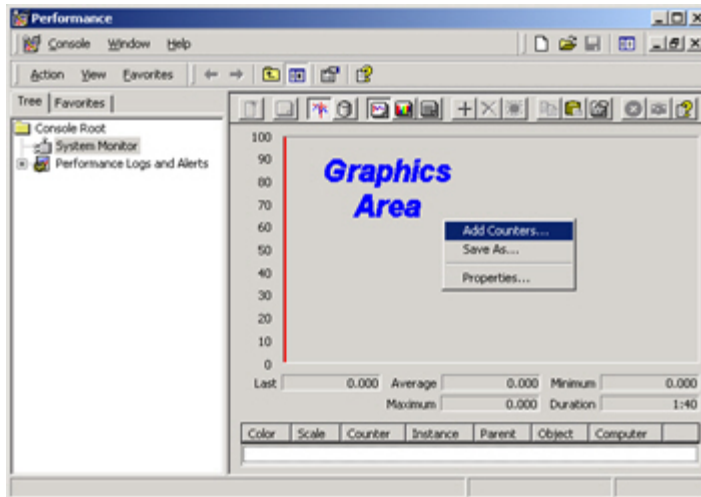 Performance
Console Window Help
Action View Favorites
Tree Favorites
Console Root
System Monitor
Performance Logs and Alerts
100
90
80
70
60
50
40
30
20
10
0
Graphics
Area
Add Counters...
Save As...
Properties...
Last 0.000 Average 0.000 Minimum 0.000
Maximum 0.000 Duration 1:40
Color Scale Counter Instance Parent Object Computer